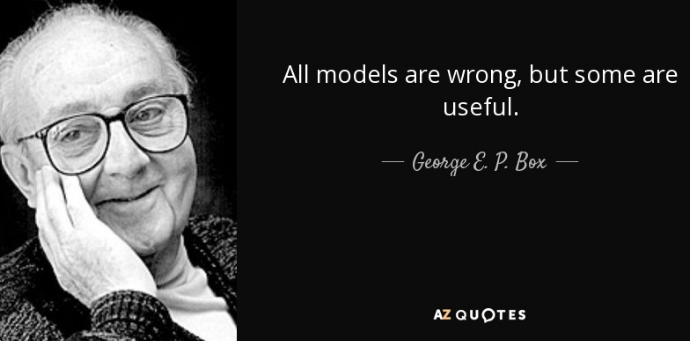 All models are wrong, but some are
useful.
— George E. P. Box —
AZ QUOTES